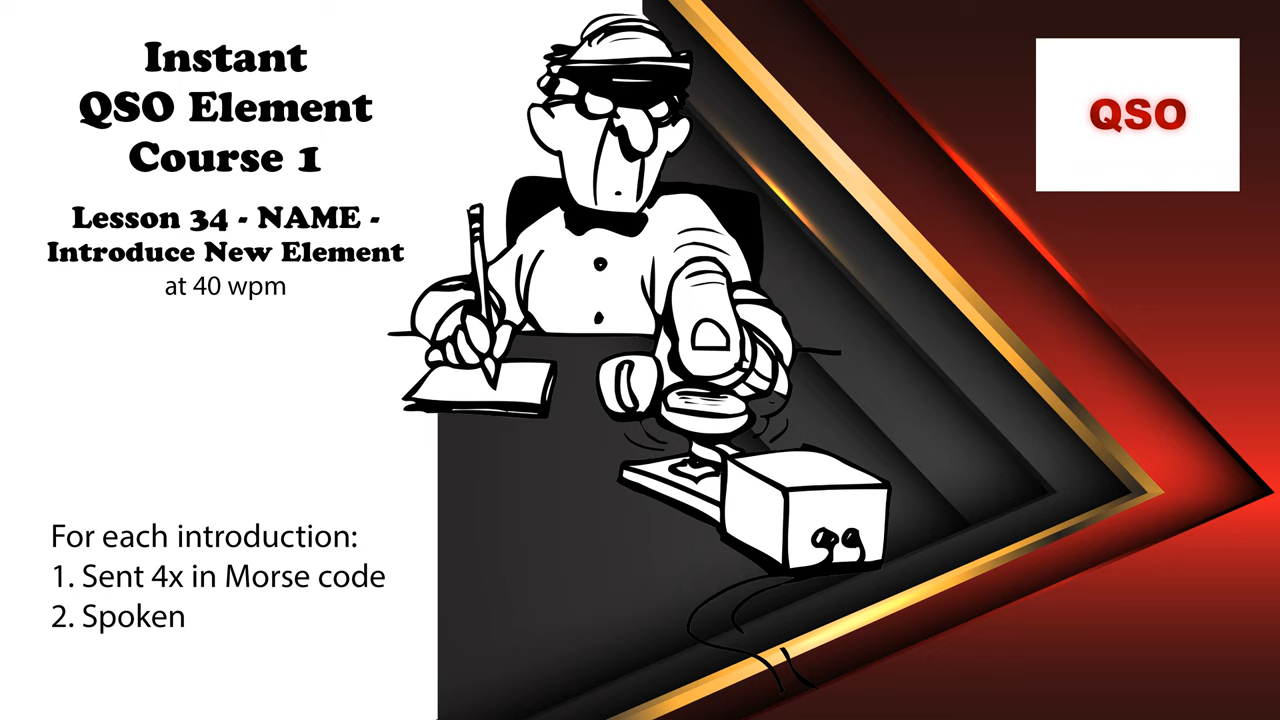 Instant
QSO Element
Course 1
Lesson 34 - NAME -
Introduce New Element
at 40 wpm
QSO
For each introduction:
1. Sent 4x in Morse code
2. Spoken